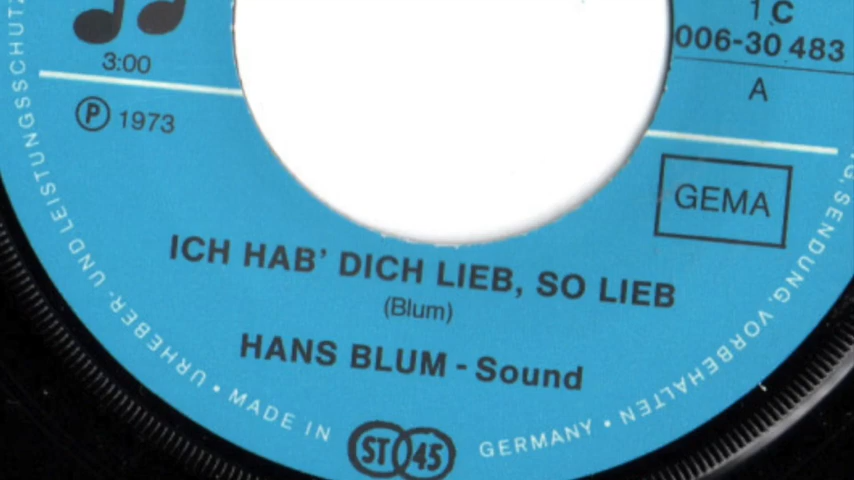 3:00
Ⓟ 1973
1 C
006-30 483
A
GEMA
ICH HAB' DICH LIEB, SO LIEB
(Blum)
HANS BLUM - Sound
URHEBER- UND LEISTUNGSSCHUTZ
• MADE IN
ST 45
GERMANY •
SENDUNG, VORBEHALTEN